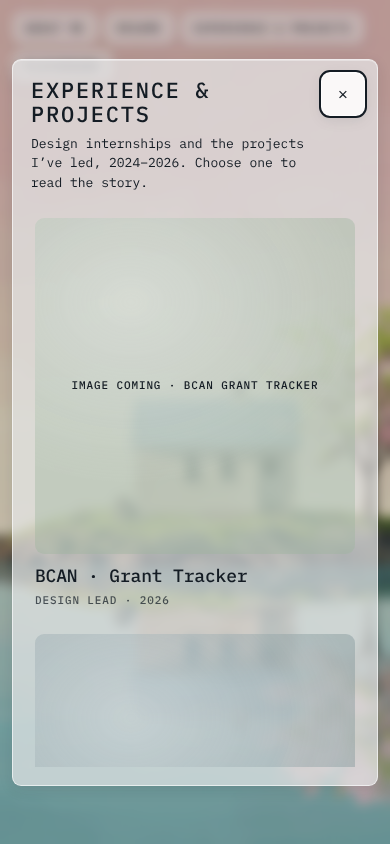 EXPERIENCE &
PROJECTS
×
Design internships and the projects
I’ve led, 2024–2026. Choose one to
read the story.
IMAGE COMING · BCAN GRANT TRACKER
BCAN · Grant Tracker
DESIGN LEAD · 2026